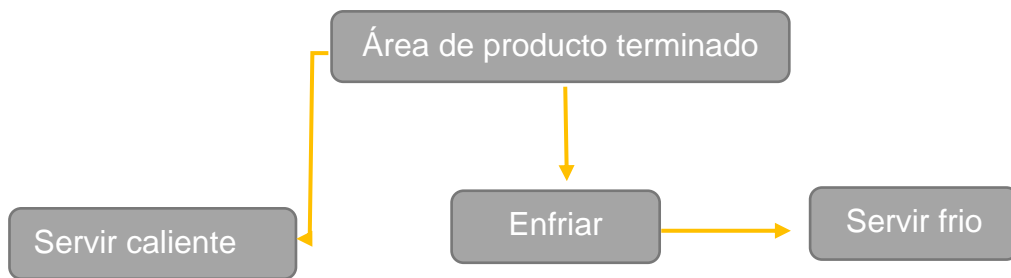 Área de producto terminado
Servir caliente
Enfriar
Servir frio